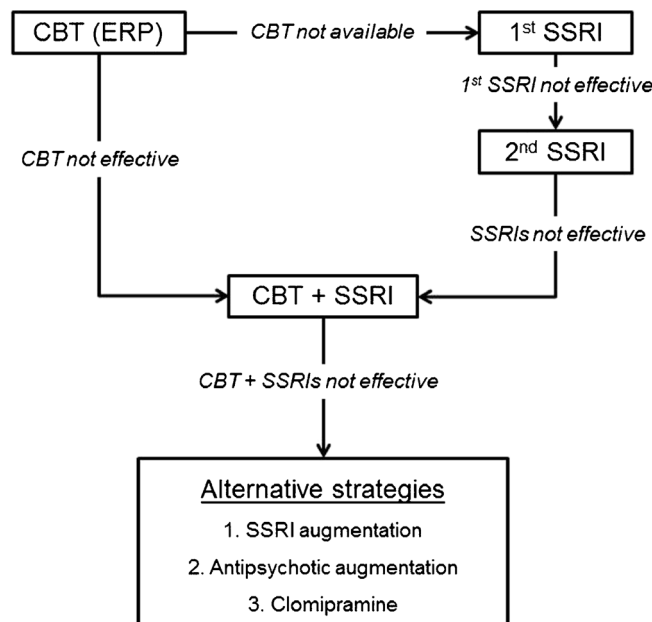 CBT (ERP)
CBT not available
1st SSRI
1st SSRI not effective
2nd SSRI
CBT not effective
SSRIs not effective
CBT + SSRI
CBT + SSRIs not effective
Alternative strategies
1. SSRI augmentation
2. Antipsychotic augmentation
3. Clomipramine